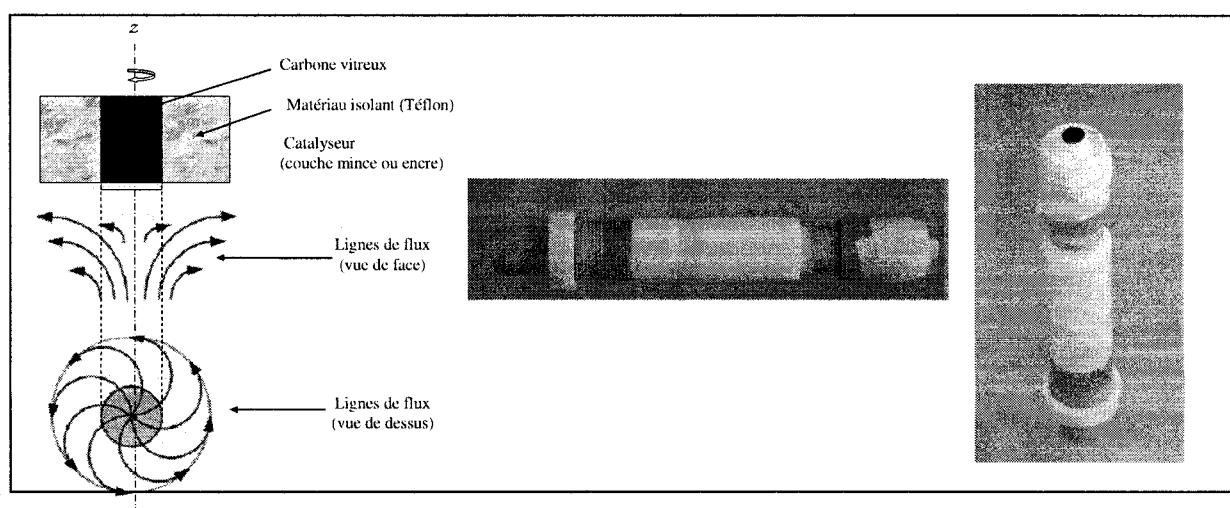 z
Carbone vitreux
Matériau isolant (Téflon)
Catalyseur
(couche mince ou encre)
Lignes de flux
(vue de face)
Lignes de flux
(vue de dessus)